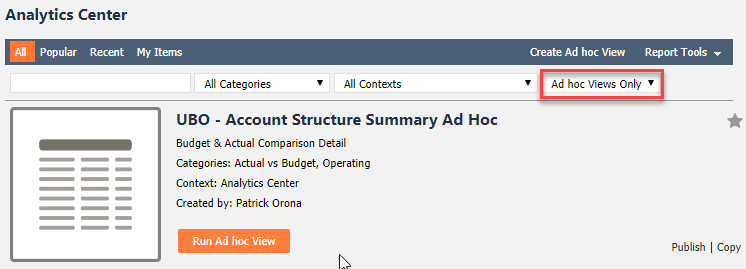 Analytics Center
All Popular Recent My Items Create Ad hoc View Report Tools
All Categories All Contexts Ad hoc Views Only
UBO - Account Structure Summary Ad Hoc
Budget & Actual Comparison Detail
Categories: Actual vs Budget, Operating
Context: Analytics Center
Created by: Patrick Orona
Run Ad hoc View
Publish | Copy